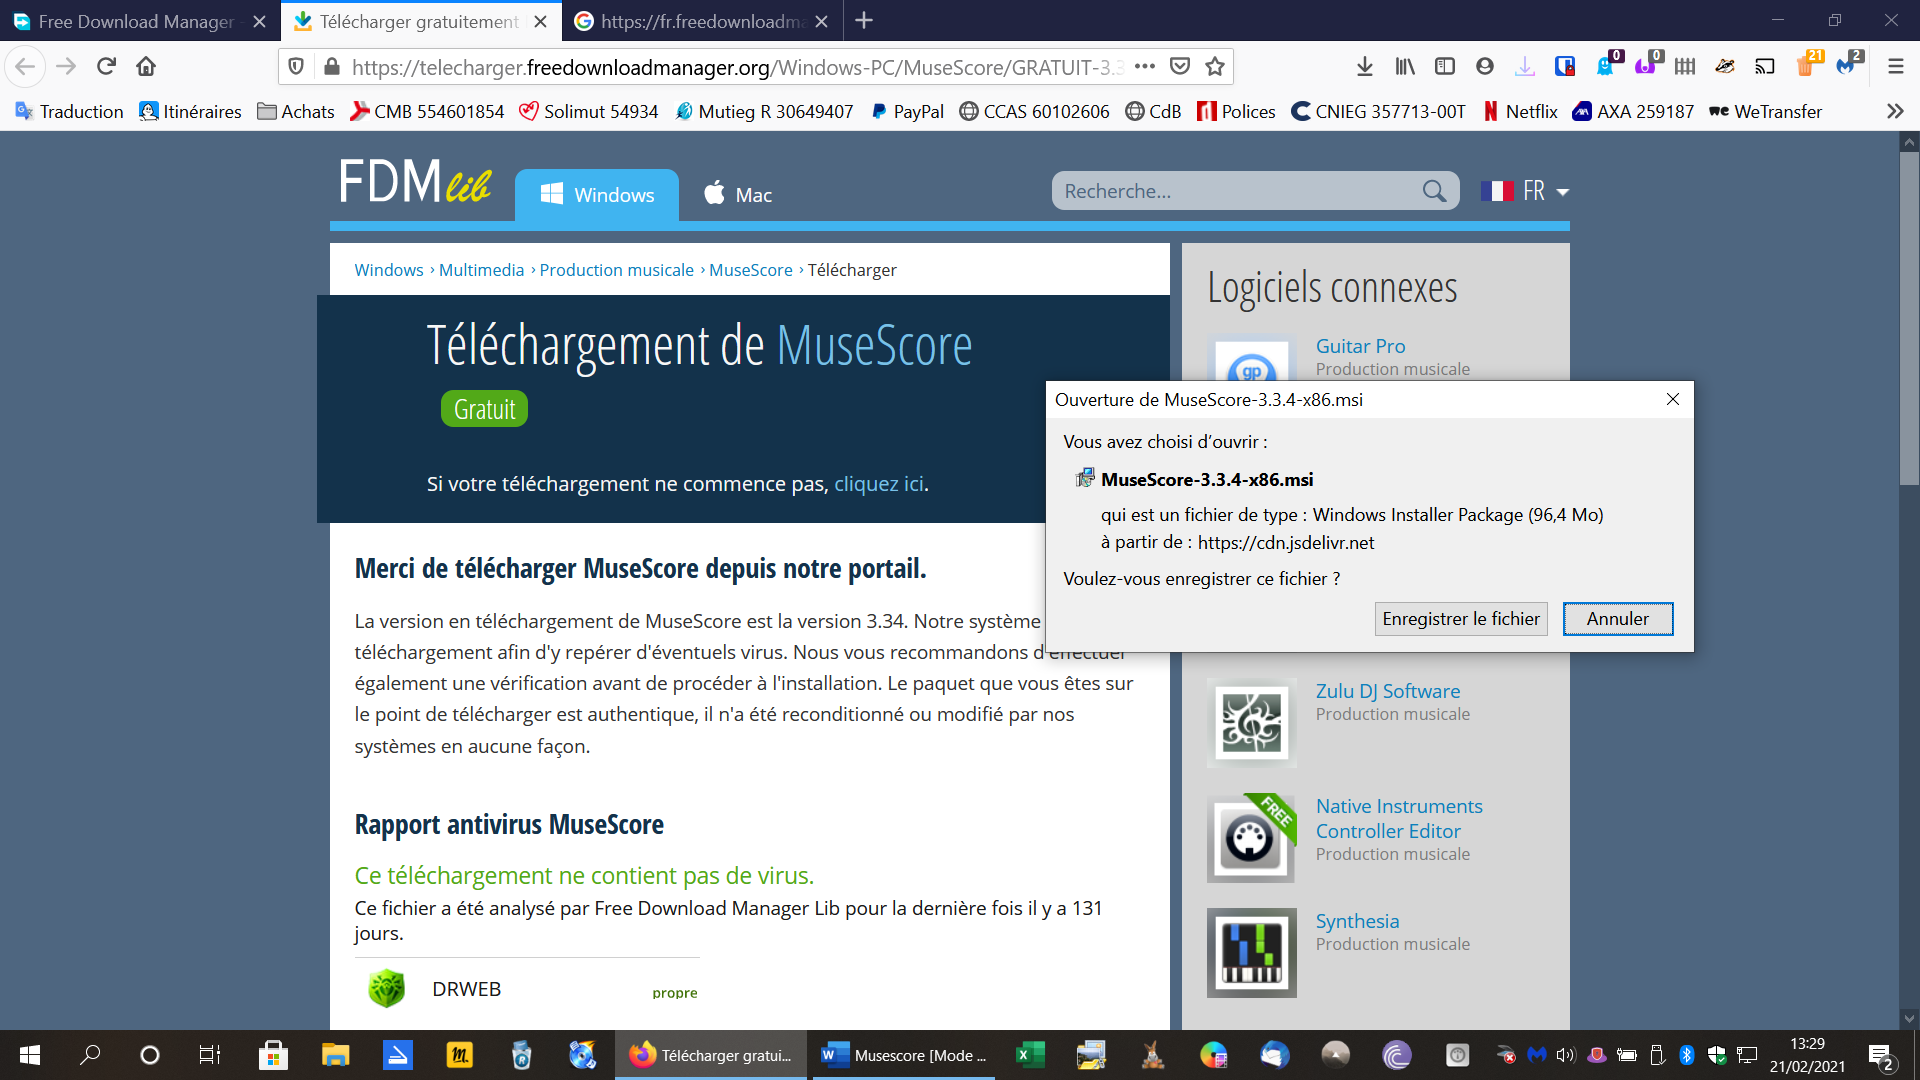 Free Download Manager
Télécharger gratuitement
https://fr.freedownloadma
https://telecharger.freedownloadmanager.org/Windows-PC/MuseScore/GRATUIT-3.3
0
0
21
2
Traduction
Itinéraires
Achats
CMB 554601854
Solimut 54934
Mutieg R 30649407
PayPal
CCAS 60102606
CdB
Polices
CNIEG 357713-00T
Netflix
AXA 259187
WeTransfer
FDM lib
Windows
Mac
Recherche...
FR
Windows › Multimedia › Production musicale › MuseScore › Télécharger
Téléchargement de MuseScore
Gratuit
Si votre téléchargement ne commence pas, cliquez ici.
Merci de télécharger MuseScore depuis notre portail.
La version en téléchargement de MuseScore est la version 3.34. Notre système
téléchargement afin d'y repérer d'éventuels virus. Nous vous recommandons d'effectuer
également une vérification avant de procéder à l'installation. Le paquet que vous êtes sur
le point de télécharger est authentique, il n'a été reconditionné ou modifié par nos
systèmes en aucune façon.
Rapport antivirus MuseScore
Ce téléchargement ne contient pas de virus.
Ce fichier a été analysé par Free Download Manager Lib pour la dernière fois il y a 131
jours.
DRWEB
propre
Logiciels connexes
gp
Guitar Pro
Production musicale
Ouverture de MuseScore-3.3.4-x86.msi
Vous avez choisi d’ouvrir :
MuseScore-3.3.4-x86.msi
qui est un fichier de type : Windows Installer Package (96,4 Mo)
à partir de : https://cdn.jsdelivr.net
Voulez-vous enregistrer ce fichier ?
Enregistrer le fichier
Annuler
Zulu DJ Software
Production musicale
FREE
Native Instruments
Controller Editor
Production musicale
Synthesia
Production musicale
Télécharger gratui...
Musescore [Mode ...
13:29
21/02/2021
2